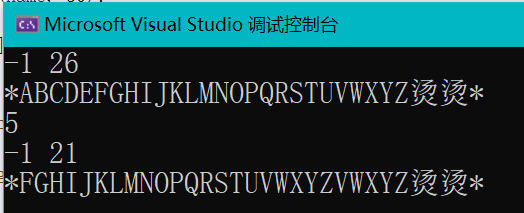 Microsoft Visual Studio 调试控制台
-1 26
*ABCDEFGHIJKLMNOPQRSTUVWXYZ烫烫*
5
-1 21
*FGHIJKLMNOPQRSTUVWXYZVWXYZ烫烫*